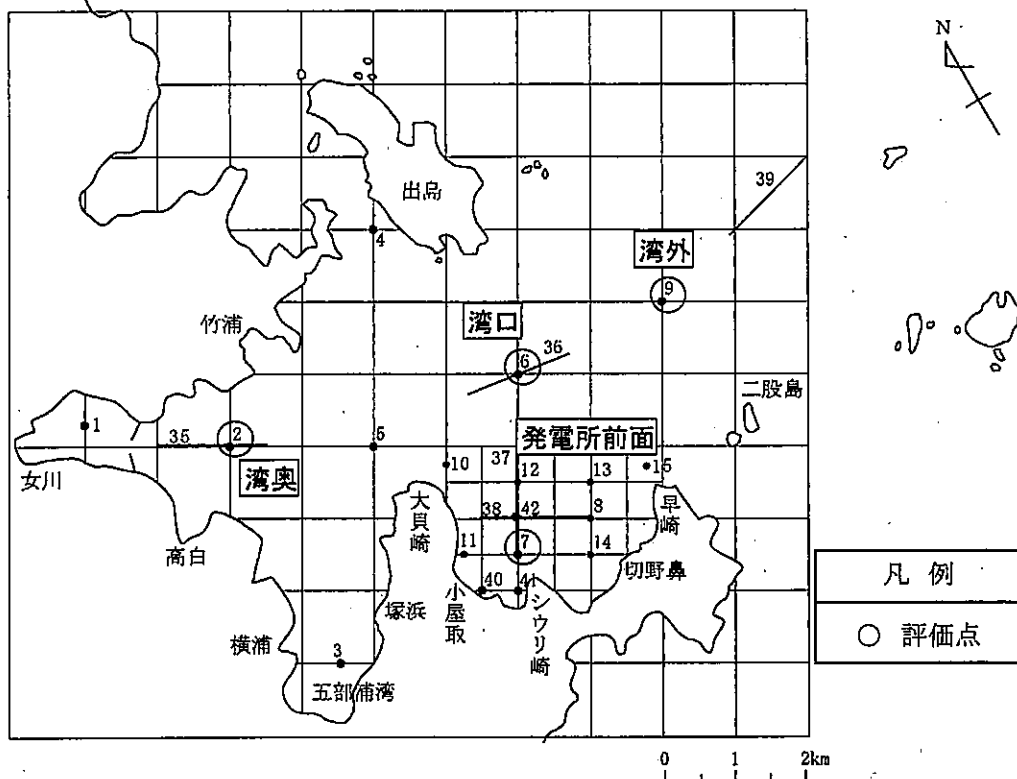 N
出島
39
4
湾外
9
竹浦
湾口
6
36
二股島
発電所前面
1
35
2
5
37
10
12
13
15
女川
湾奥
大貝崎
38
42
8
早崎
高白
11
7
14
切野鼻
凡 例
40
41
小屋取
シウリ崎
塚浜
○ 評価点
横浦
3
五部浦湾
0 1 2km